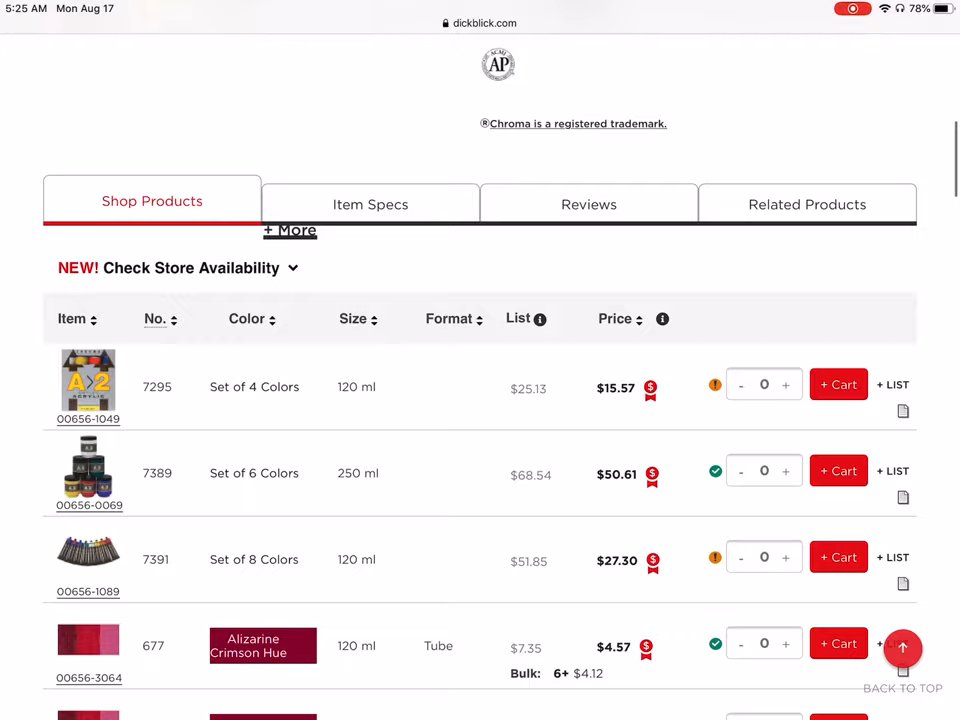 5:25 AM Mon Aug 17
78%
dickblick.com
ACMI
AP
®Chroma is a registered trademark.
Shop Products
Item Specs
Reviews
Related Products
+ More
NEW! Check Store Availability
Item No. Color Size Format List Price
A>2
ACRYLIC
00656-1049
7295 Set of 4 Colors 120 ml $25.13 $15.57 - 0 + + Cart + LIST
00656-0069
7389 Set of 6 Colors 250 ml $68.54 $50.61 - 0 + + Cart + LIST
00656-1089
7391 Set of 8 Colors 120 ml $51.85 $27.30 - 0 + + Cart + LIST
677 Alizarine Crimson Hue 120 ml Tube $7.35 $4.57 - 0 + + Cart + LIST
Bulk: 6+ $4.12
00656-3064
BACK TO TOP